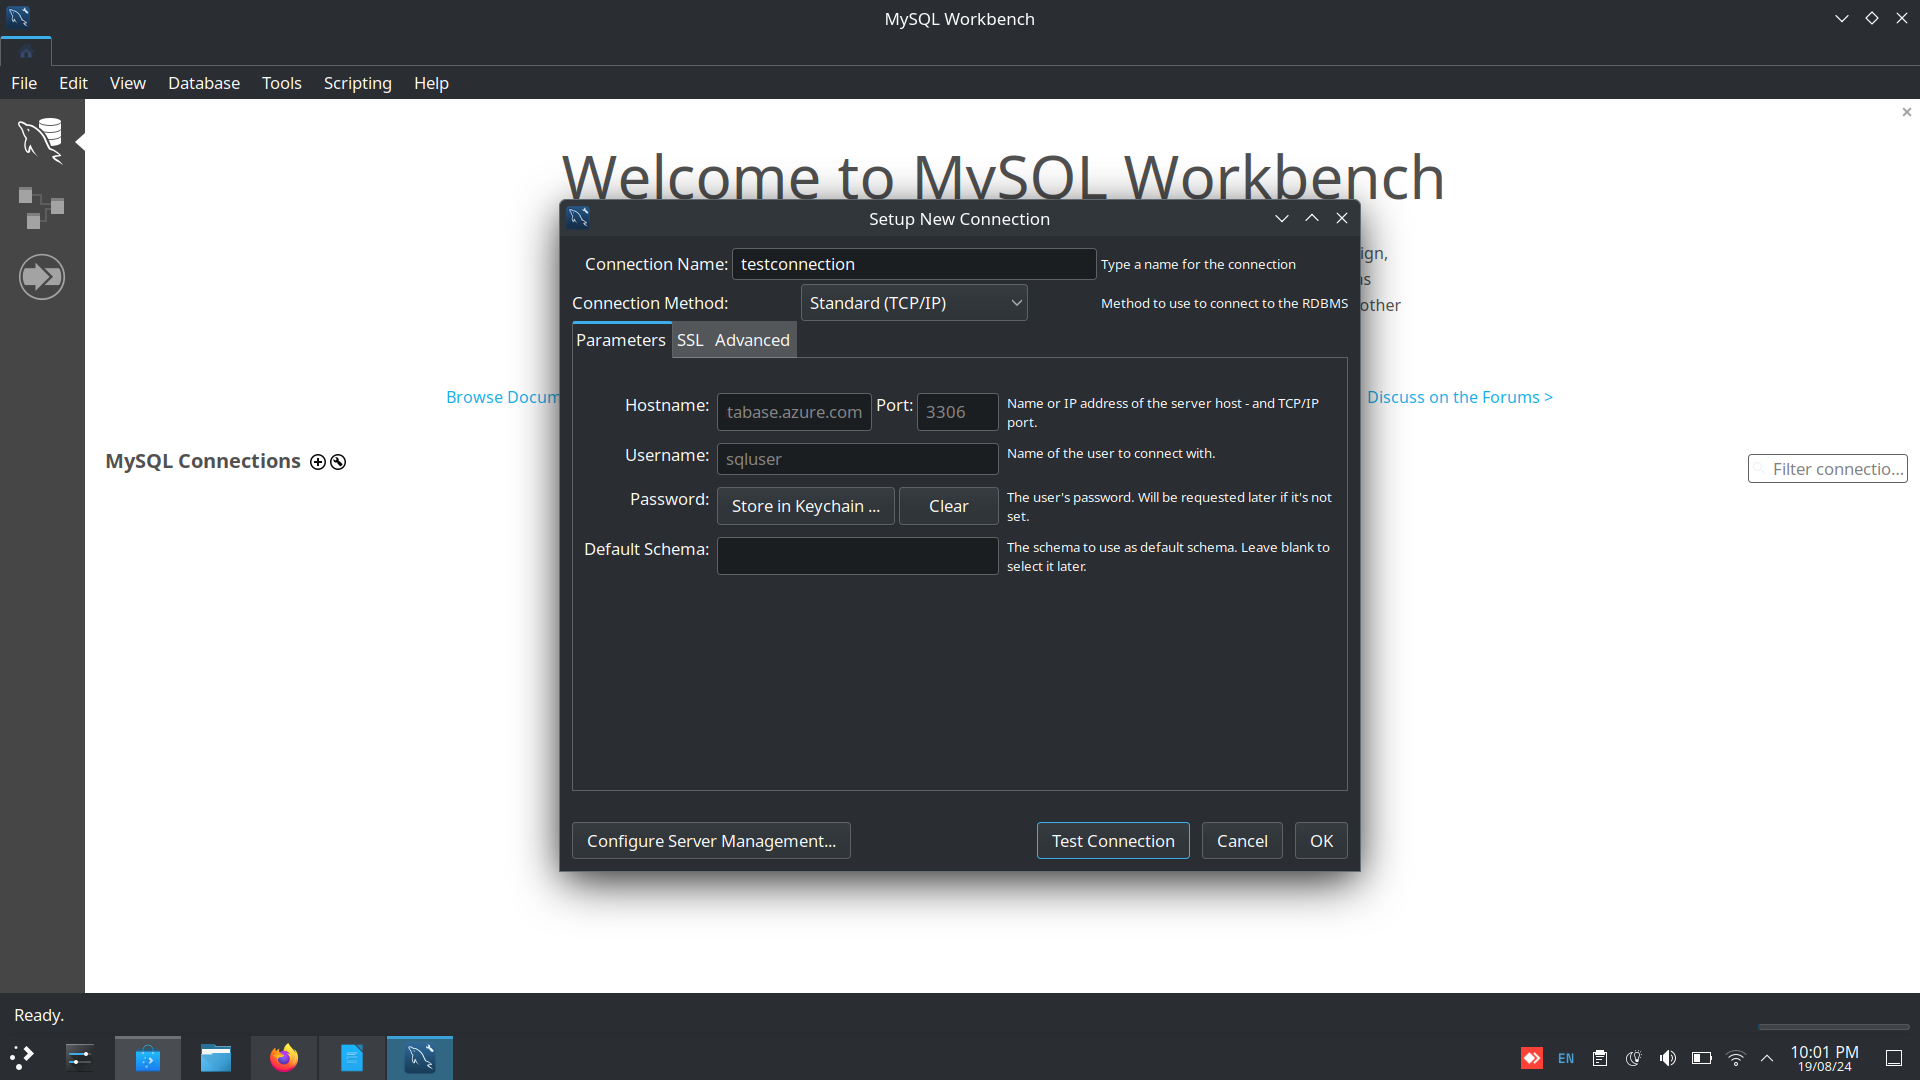 MySQL Workbench
File Edit View Database Tools Scripting Help
Welcome to MySQL Workbench
Setup New Connection
Connection Name: testconnection Type a name for the connection
Connection Method: Standard (TCP/IP) Method to use to connect to the RDBMS
other
Parameters SSL Advanced
Browse Docum
Discuss on the Forums >
Hostname: tabase.azure.com Port: 3306 Name or IP address of the server host - and TCP/IP
port.
Username: sqluser Name of the user to connect with.
MySQL Connections
Filter connectio...
Password: Store in Keychain ... Clear The user's password. Will be requested later if it's not
set.
Default Schema: The schema to use as default schema. Leave blank to
select it later.
Configure Server Management... Test Connection Cancel OK
Ready.
EN
10:01 PM
19/08/24